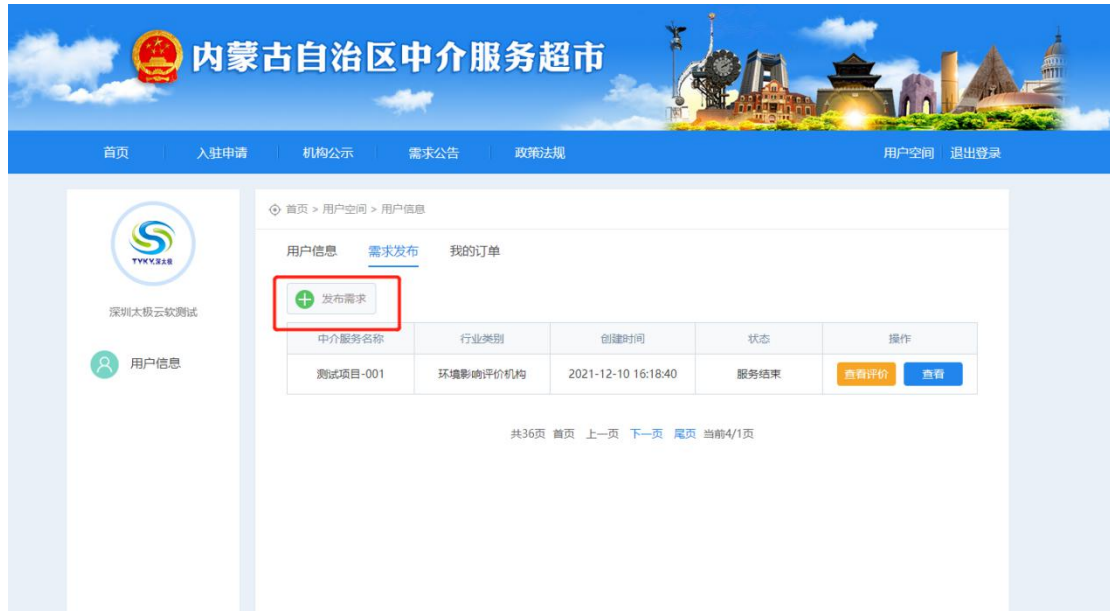 内蒙古自治区中介服务超市
首页 入驻申请 机构公示 需求公告 政策法规 用户空间 退出登录
首页 > 用户空间 > 用户信息
用户信息 需求发布 我的订单
TYKY.深太极
发布需求
深圳太极云软测试
中介服务名称 行业类别 创建时间 状态 操作
用户信息
测试项目-001 环境影响评价机构 2021-12-10 16:18:40 服务结束 查看评价 查看
共36页 首页 上一页 下一页 尾页 当前4/1页